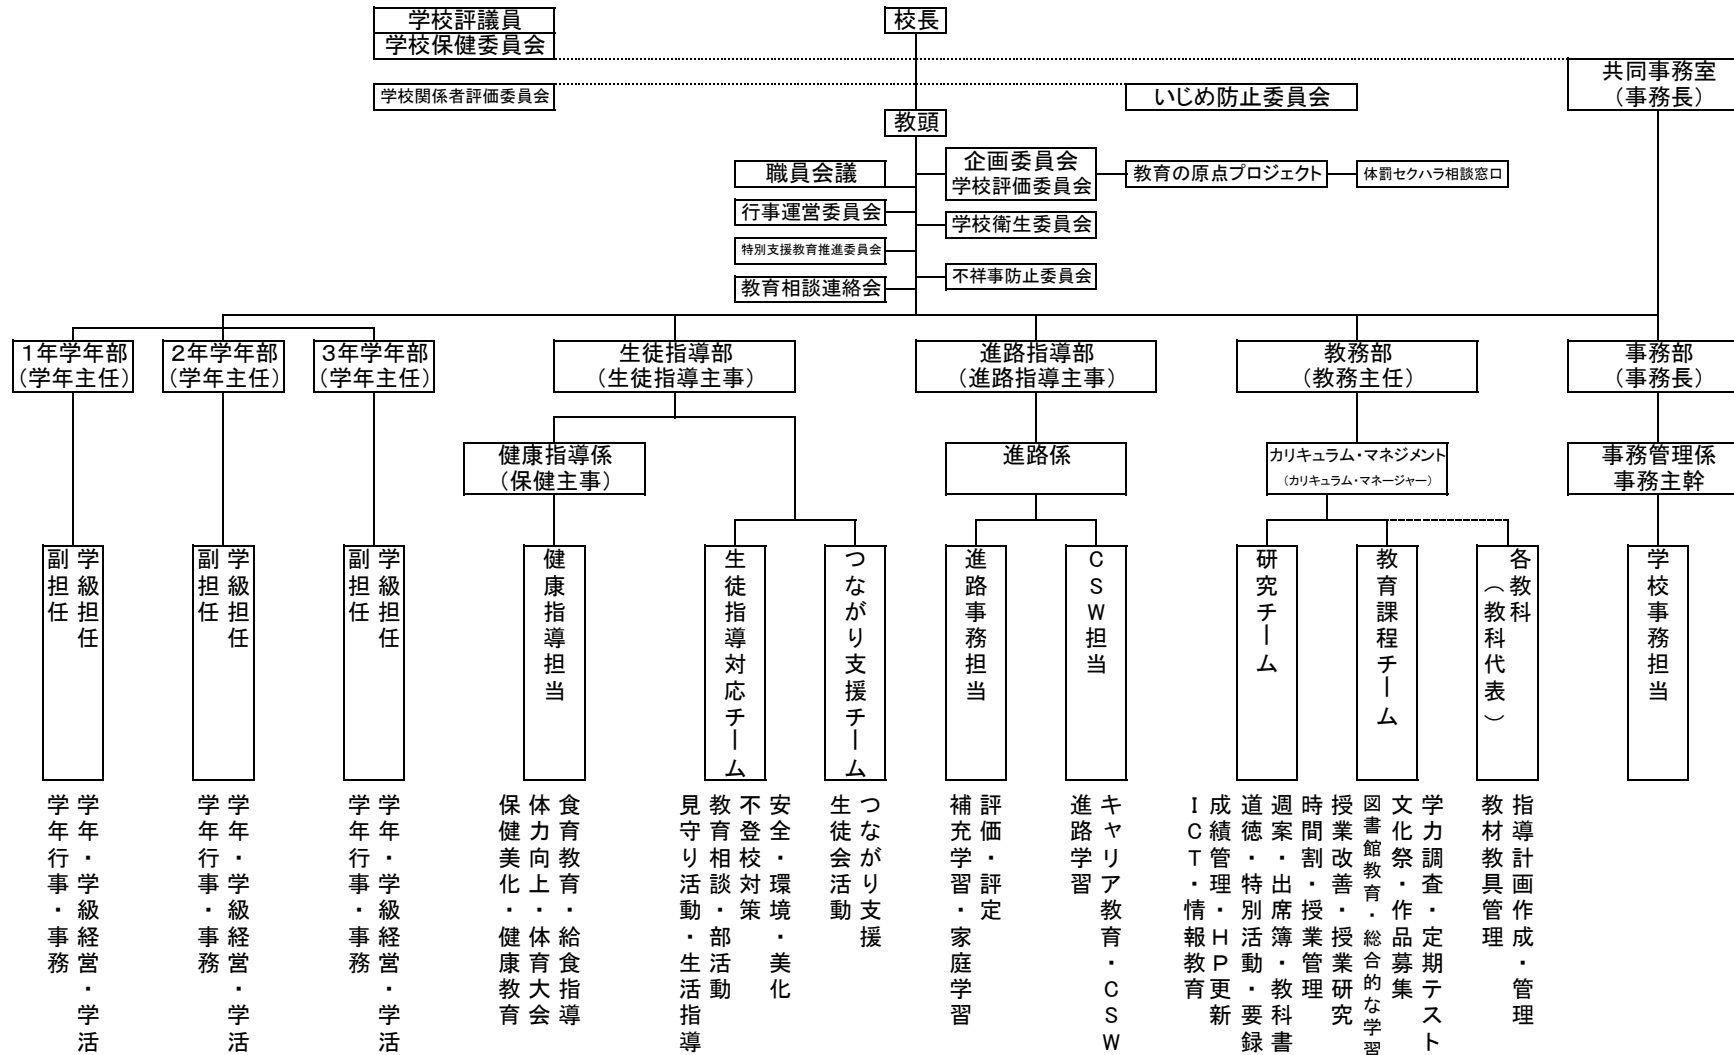 学校評議員
学校保健委員会
校長
共同事務室
（事務長）
学校関係者評価委員会
いじめ防止委員会
教頭
職員会議
企画委員会
学校評価委員会
教育の原点プロジェクト
体罰セクハラ相談窓口
行事運営委員会
学校衛生委員会
特別支援教育推進委員会
不祥事防止委員会
教育相談連絡会
１年学年部
（学年主任）
２年学年部
（学年主任）
３年学年部
（学年主任）
生徒指導部
（生徒指導主事）
進路指導部
（進路指導主事）
教務部
（教務主任）
事務部
（事務長）
健康指導係
（保健主事）
進路係
カリキュラム・マネジメント
（カリキュラム・マネージャー）
事務管理係
事務主幹
学級担任
副担任
学級担任
副担任
学級担任
副担任
健康指導担当
生徒指導対応チーム
つながり支援チーム
進路事務担当
ＣＳＷ担当
研究チーム
教育課程チーム
各教科
（教科代表）
学校事務担当
学年・学級経営・学活
学年行事・事務
学年・学級経営・学活
学年行事・事務
学年・学級経営・学活
学年行事・事務
食育教育・給食指導
体力向上・体育大会
保健美化・健康教育
安全・環境・美化
不登校対策
教育相談・部活動
見守り活動・生活指導
つながり支援
生徒会活動
評価・評定
補充学習・家庭学習
キャリア教育・ＣＳＷ
進路学習
時間割・授業管理
週案・出席簿・教科書
道徳・特別活動・要録
成績管理・ＨＰ更新
ＩＣＴ・情報教育
学力調査・定期テスト
文化祭・作品募集
図書館教育・総合的な学習
授業改善・授業研究
指導計画作成・管理
教材教具管理